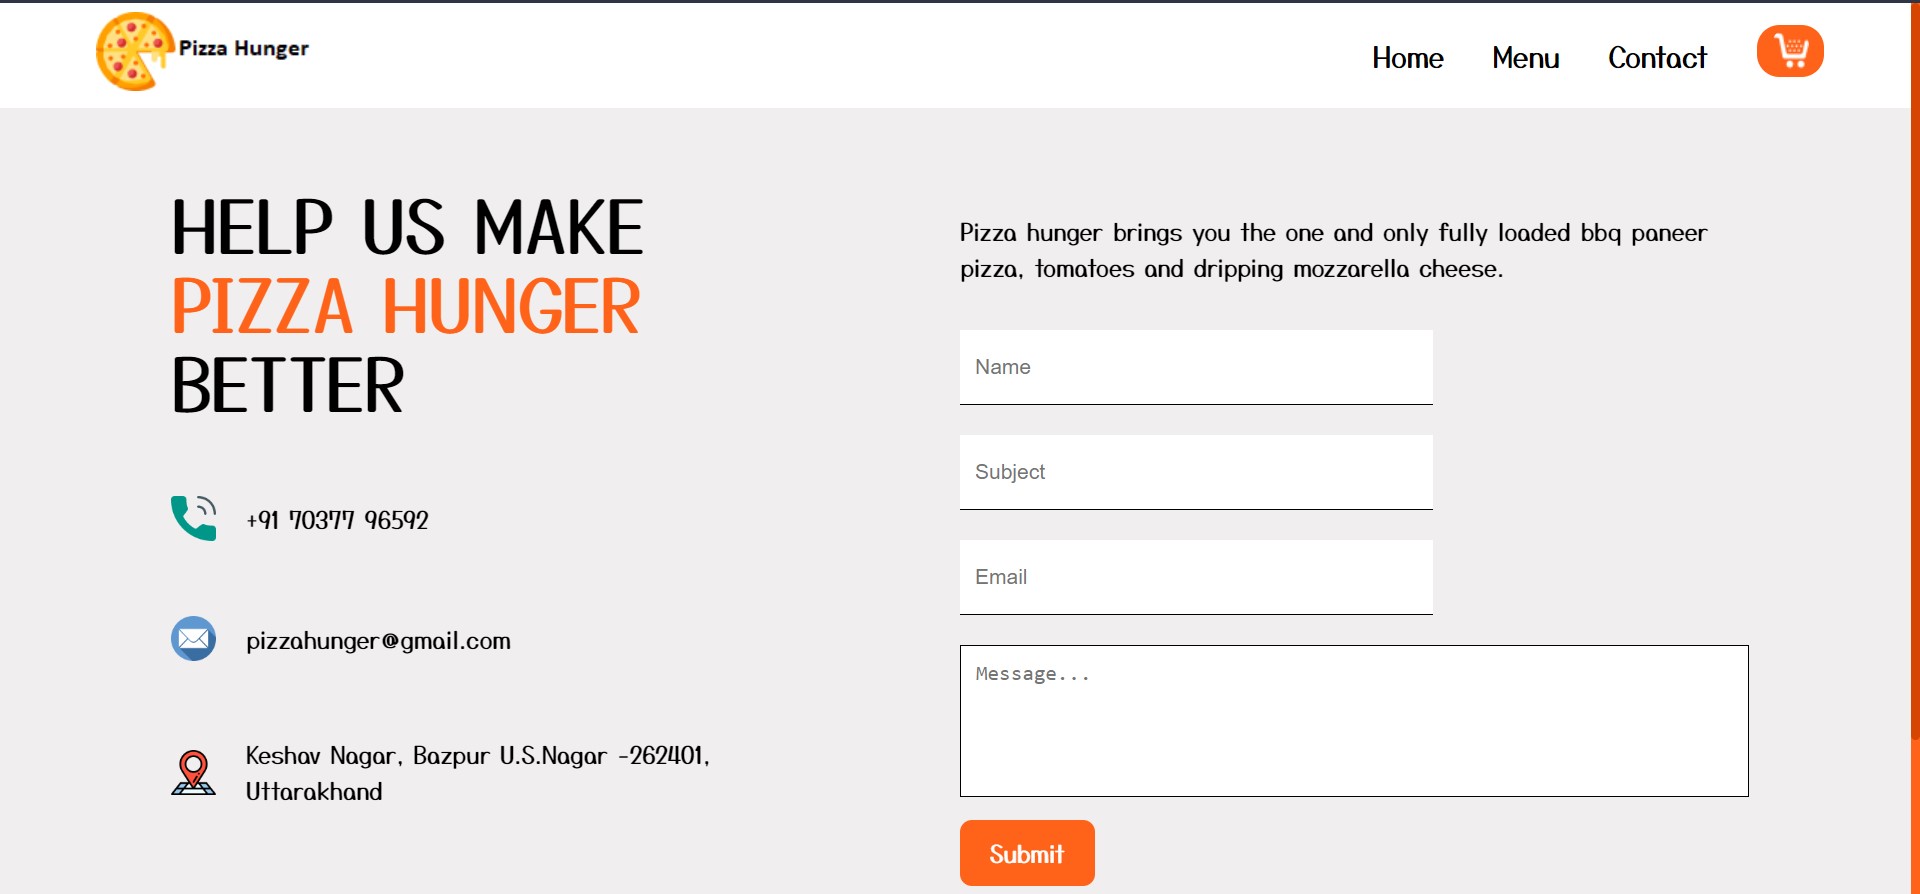 Pizza Hunger
Home
Menu
Contact
HELP US MAKE
PIZZA HUNGER
BETTER
+91 70377 96592
pizzahunger@gmail.com
Keshav Nagar, Bazpur U.S.Nagar -262401,
Uttarakhand
Pizza hunger brings you the one and only fully loaded bbq paneer
pizza, tomatoes and dripping mozzarella cheese.
Name
Subject
Email
Message...
Submit